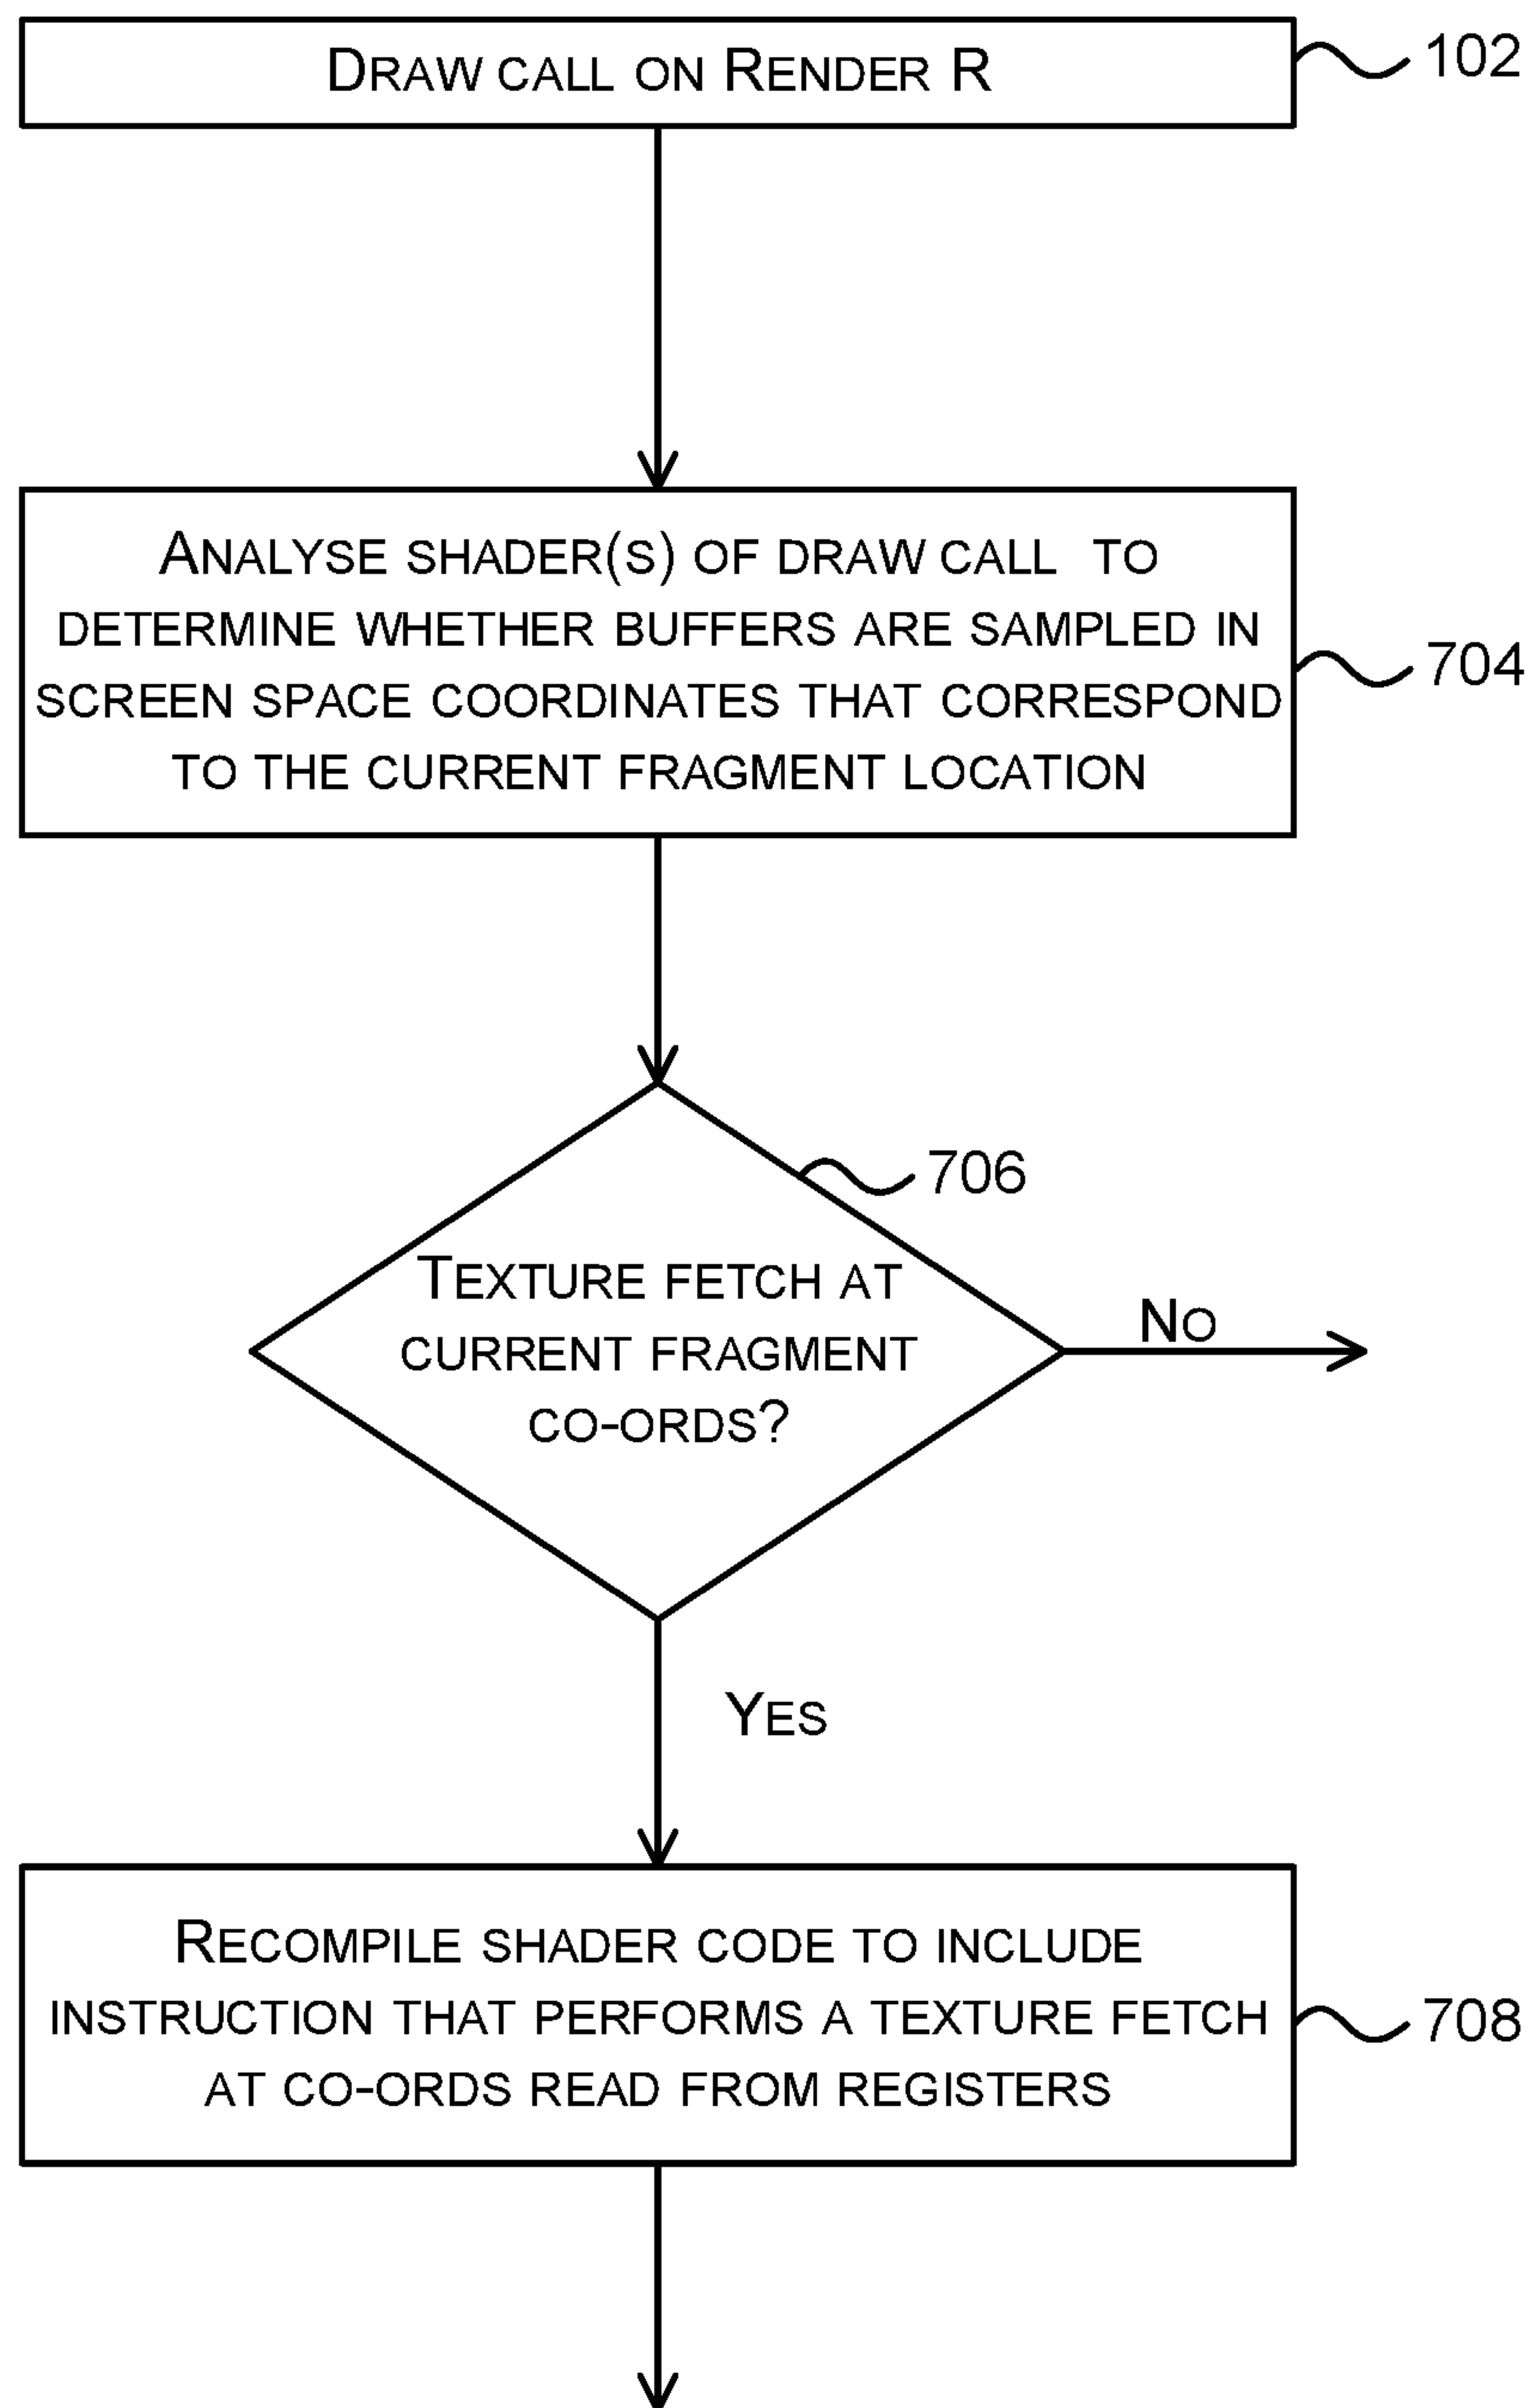 Draw call on Render R
102
Analyse shader(s) of draw call to
determine whether buffers are sampled in
screen space coordinates that correspond
to the current fragment location
704
706
Texture fetch at
current fragment
co-ords?
No
Yes
Recompile shader code to include
instruction that performs a texture fetch
at co-ords read from registers
708